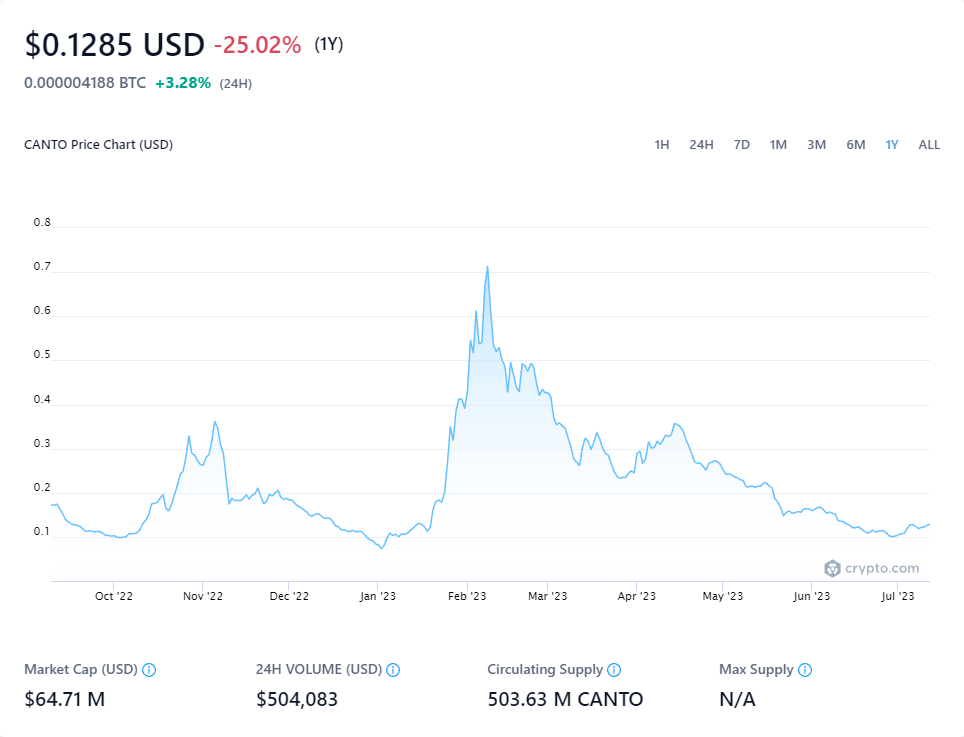 $0.1285 USD -25.02% (1Y)
0.000004188 BTC +3.28% (24H)
CANTO Price Chart (USD) 1H 24H 7D 1M 3M 6M 1Y ALL
0.8
0.7
0.6
0.5
0.4
0.3
0.2
0.1
crypto.com
Oct '22 Nov '22 Dec '22 Jan '23 Feb '23 Mar '23 Apr '23 May '23 Jun '23 Jul '23
Market Cap (USD) 24H VOLUME (USD) Circulating Supply Max Supply
$64.71 M $504,083 503.63 M CANTO N/A